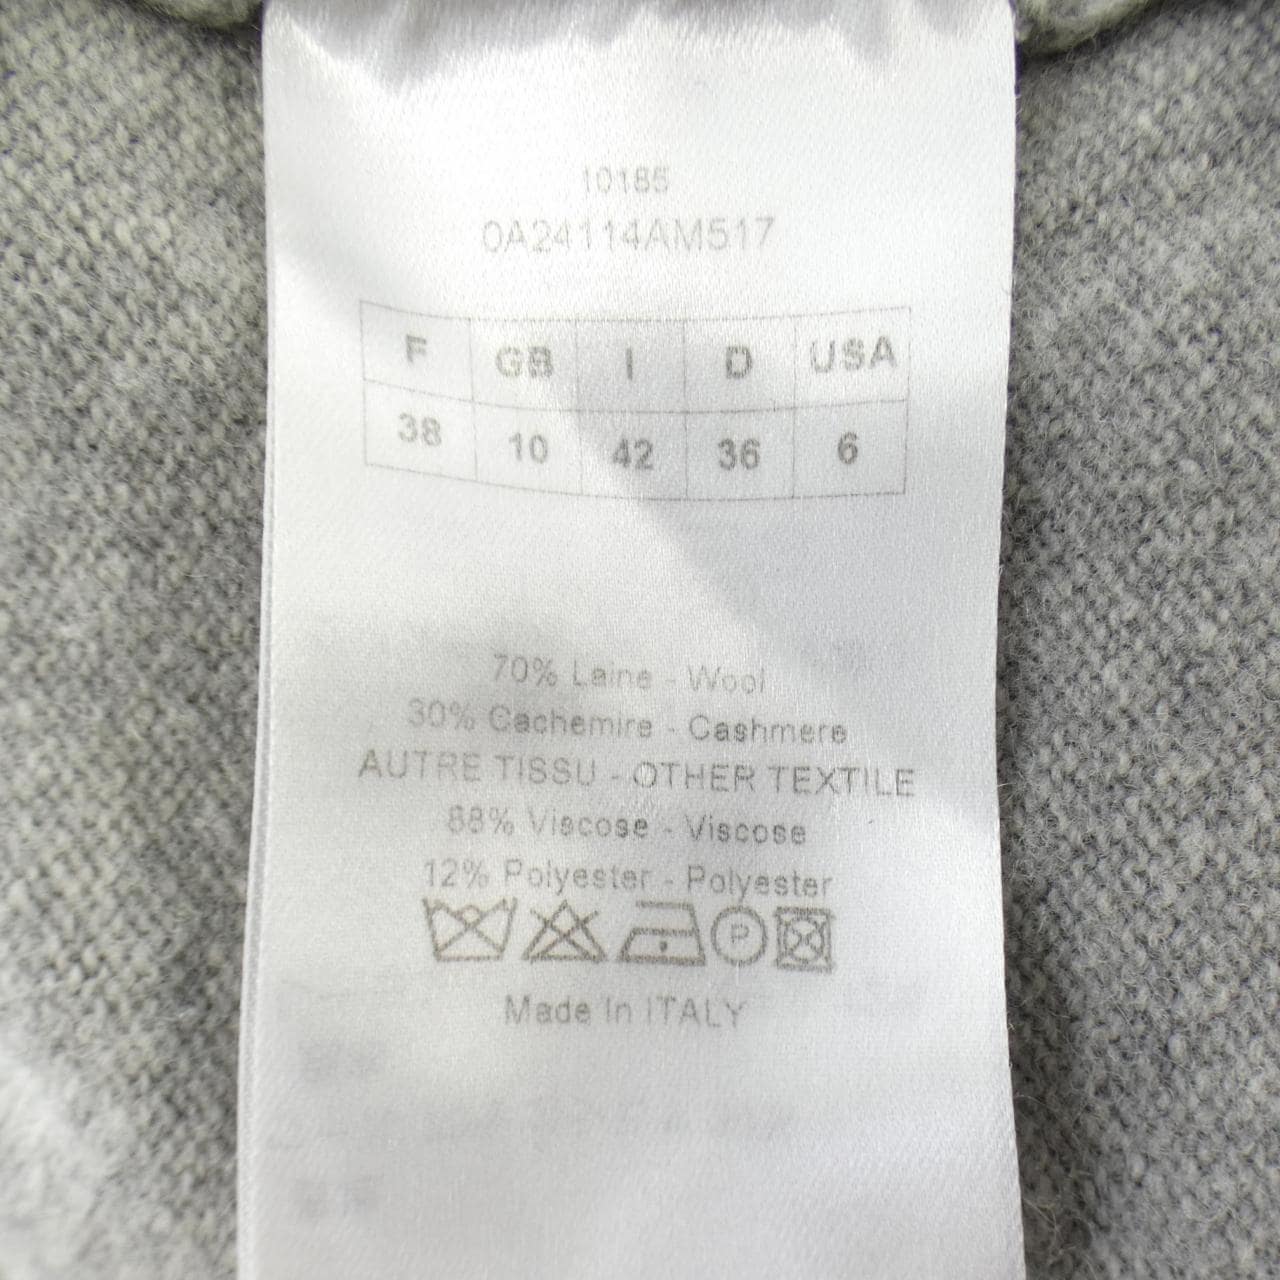 10185
0A24114AM517
F GB I D USA
38 10 42 36 6
70% Laine - Wool
30% Cachemire - Cashmere
AUTRE TISSU - OTHER TEXTILE
88% Viscose - Viscose
12% Polyester - Polyester
P
Made In ITALY